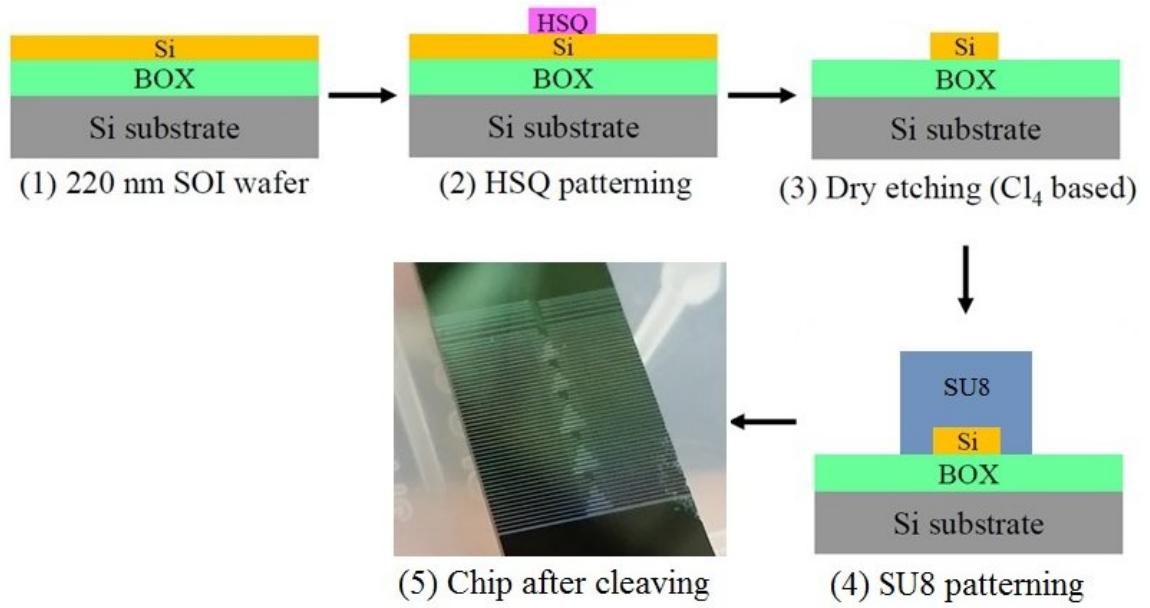 Si
BOX
Si substrate
(1) 220 nm SOI wafer
HSQ
Si
BOX
Si substrate
(2) HSQ patterning
Si
BOX
Si substrate
(3) Dry etching (Cl₄ based)
SU8
Si
BOX
Si substrate
(4) SU8 patterning
(5) Chip after cleaving